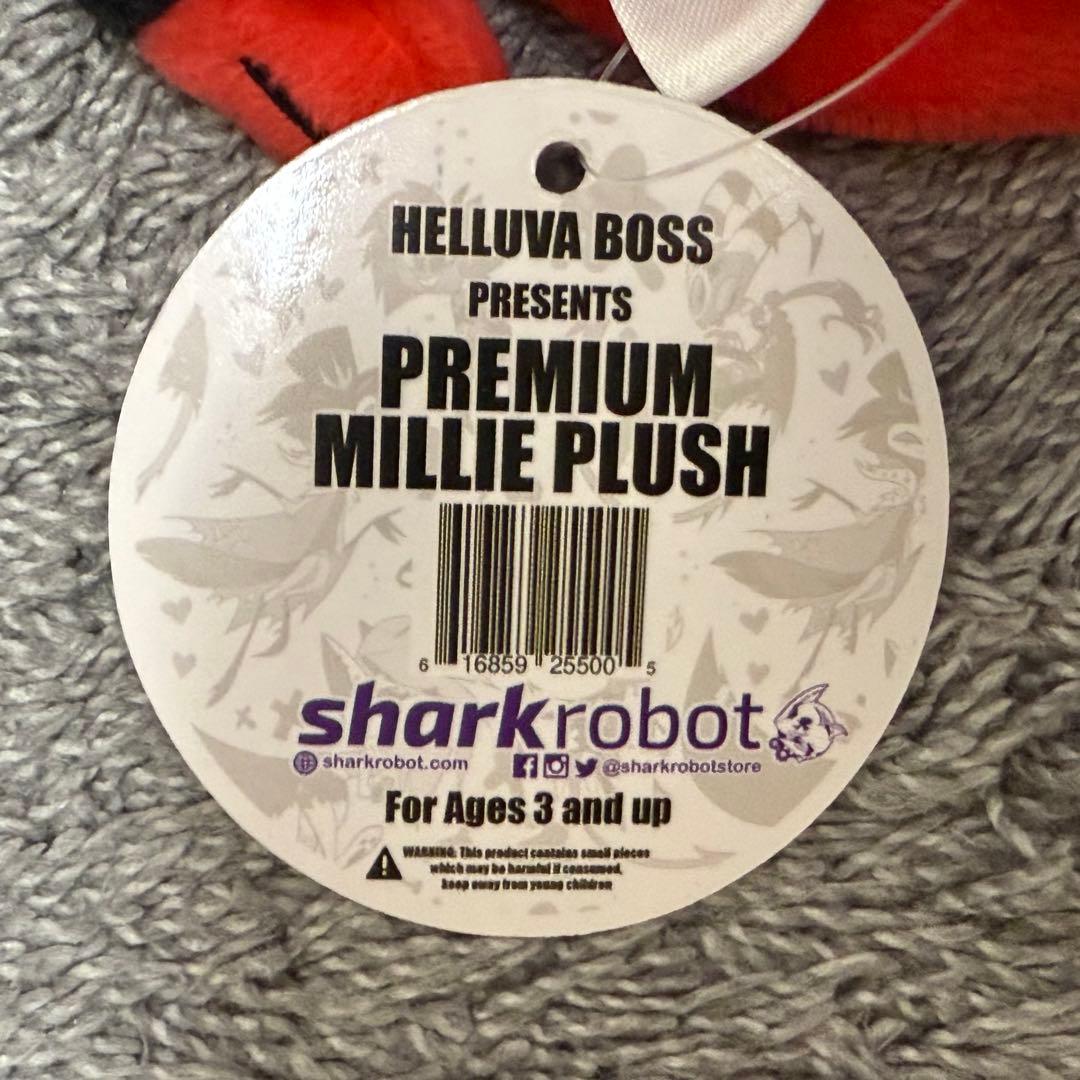 HELLUVA BOSS
PRESENTS
PREMIUM
MILLIE PLUSH
6 16859 25500 5
sharkrobot
sharkrobot.com @sharkrobotstore
For Ages 3 and up
WARNING: This product contains small pieces
which may be harmful if consumed,
keep away from young children